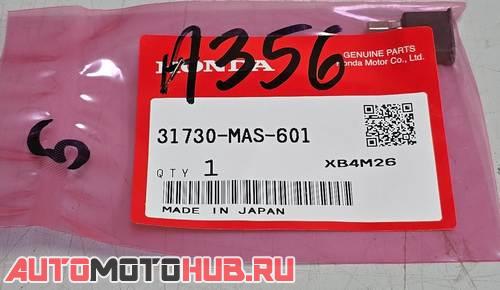 A356
HONDA
GENUINE PARTS
Honda Motor Co., Ltd.
31730-MAS-601
QTY 1
XB4M26
MADE IN JAPAN
5
AUTOMOTOHUB.RU